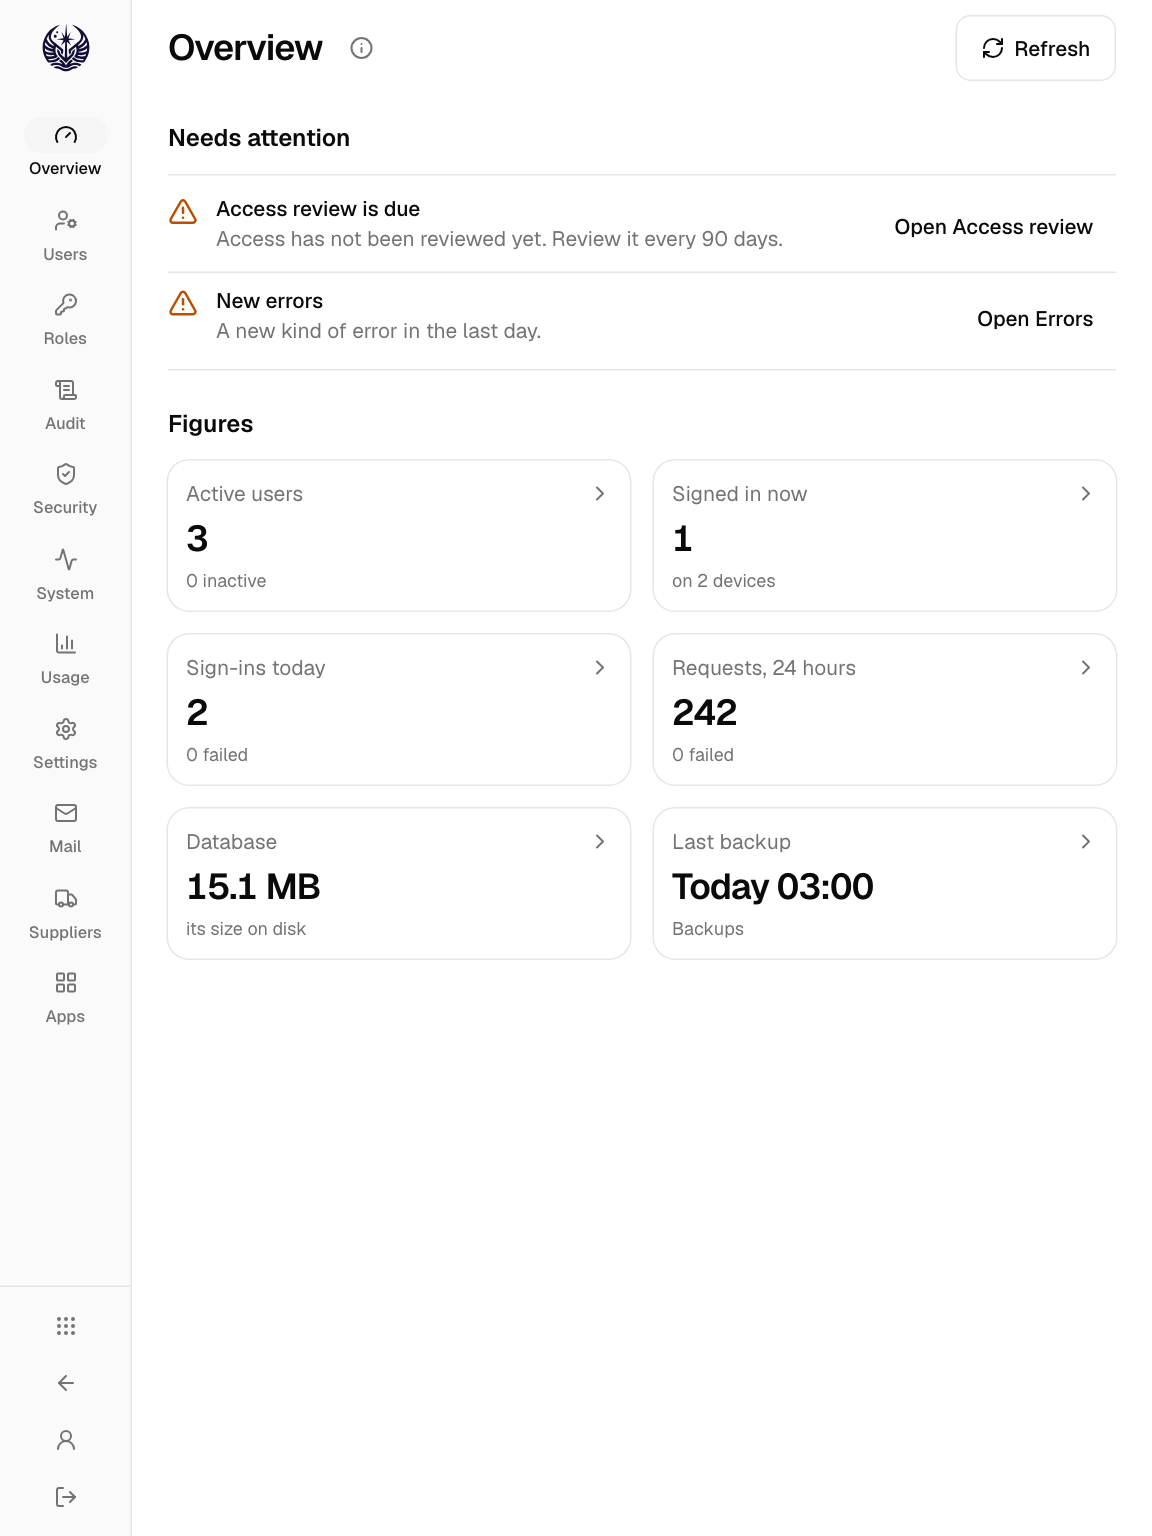 Overview
Refresh
Needs attention
Access review is due
Access has not been reviewed yet. Review it every 90 days.
Open Access review
New errors
A new kind of error in the last day.
Open Errors
Figures
Active users
3
0 inactive
Signed in now
1
on 2 devices
Sign-ins today
2
0 failed
Requests, 24 hours
242
0 failed
Database
15.1 MB
its size on disk
Last backup
Today 03:00
Backups
Overview
Users
Roles
Audit
Security
System
Usage
Settings
Mail
Suppliers
Apps